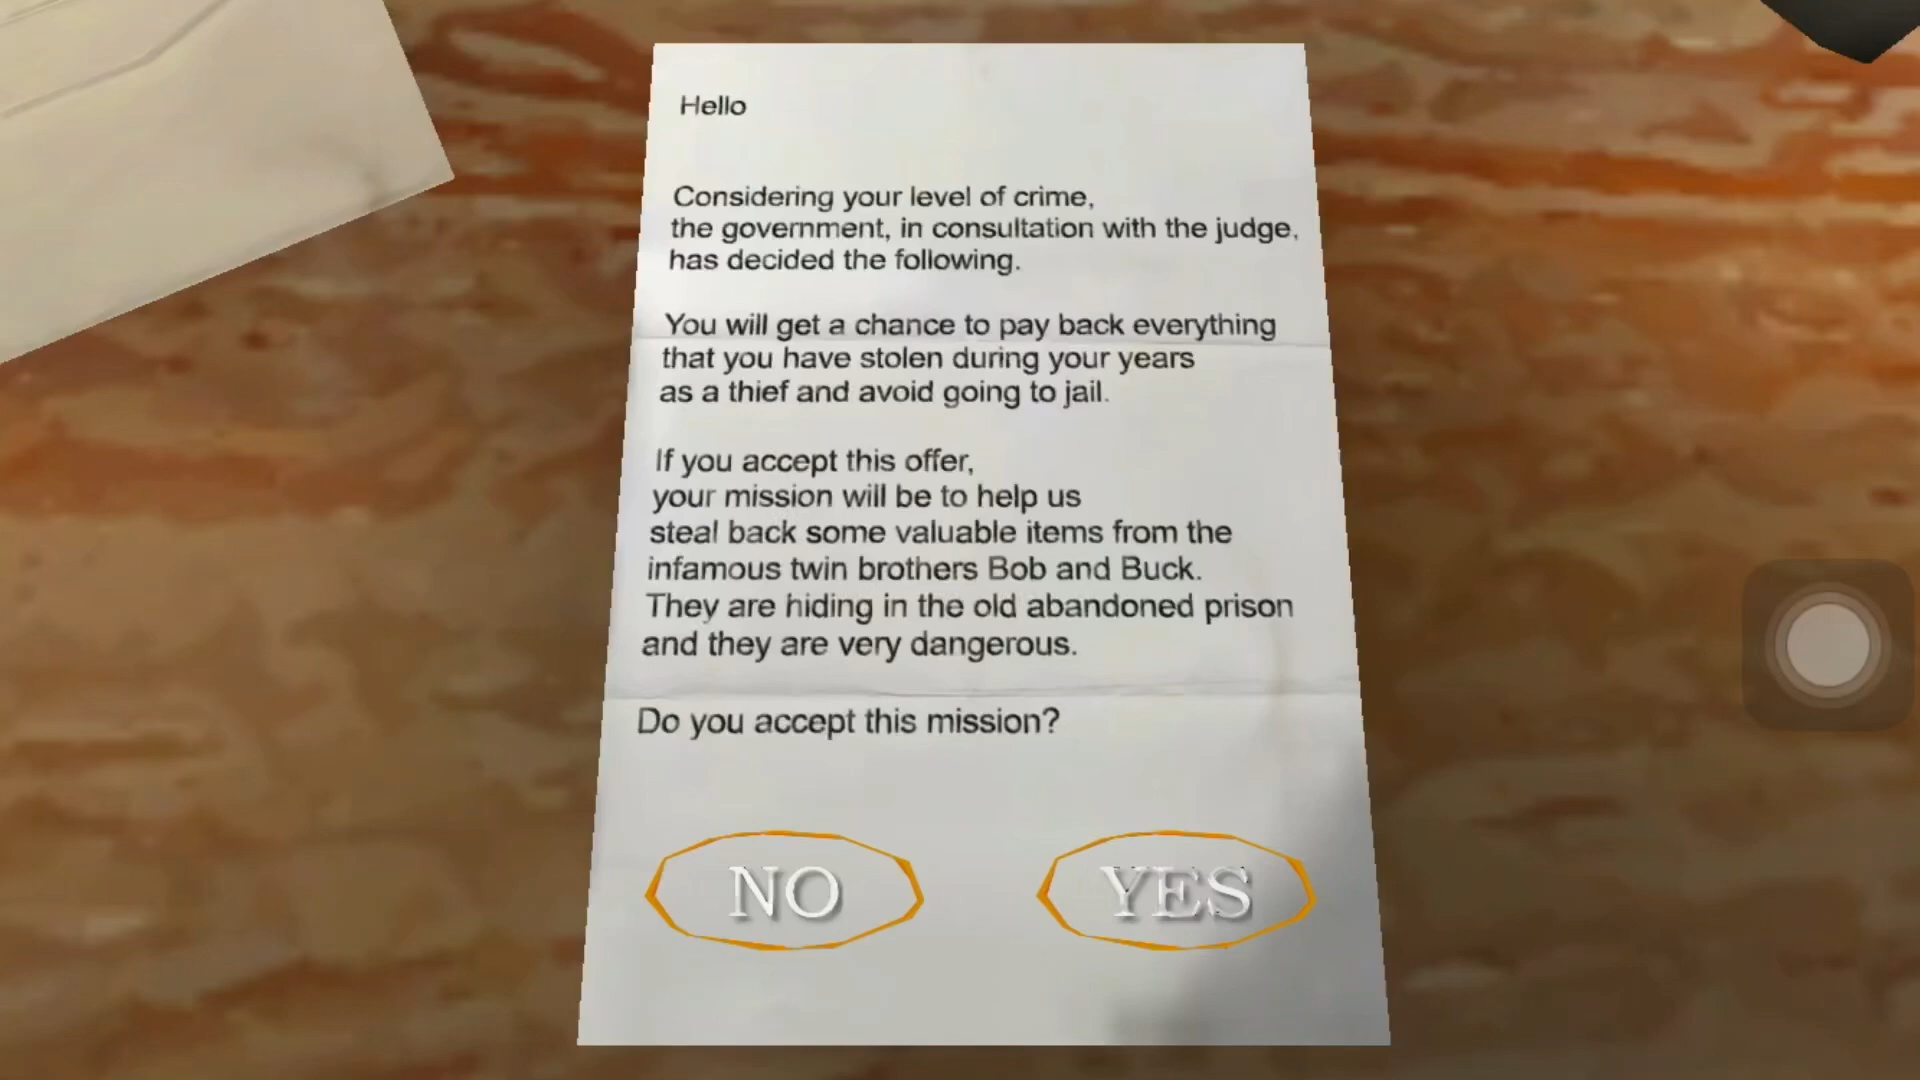 Hello
Considering your level of crime,
the government, in consultation with the judge,
has decided the following.
You will get a chance to pay back everything
that you have stolen during your years
as a thief and avoid going to jail.
If you accept this offer,
your mission will be to help us
steal back some valuable items from the
infamous twin brothers Bob and Buck.
They are hiding in the old abandoned prison
and they are very dangerous.
Do you accept this mission?
NO YES